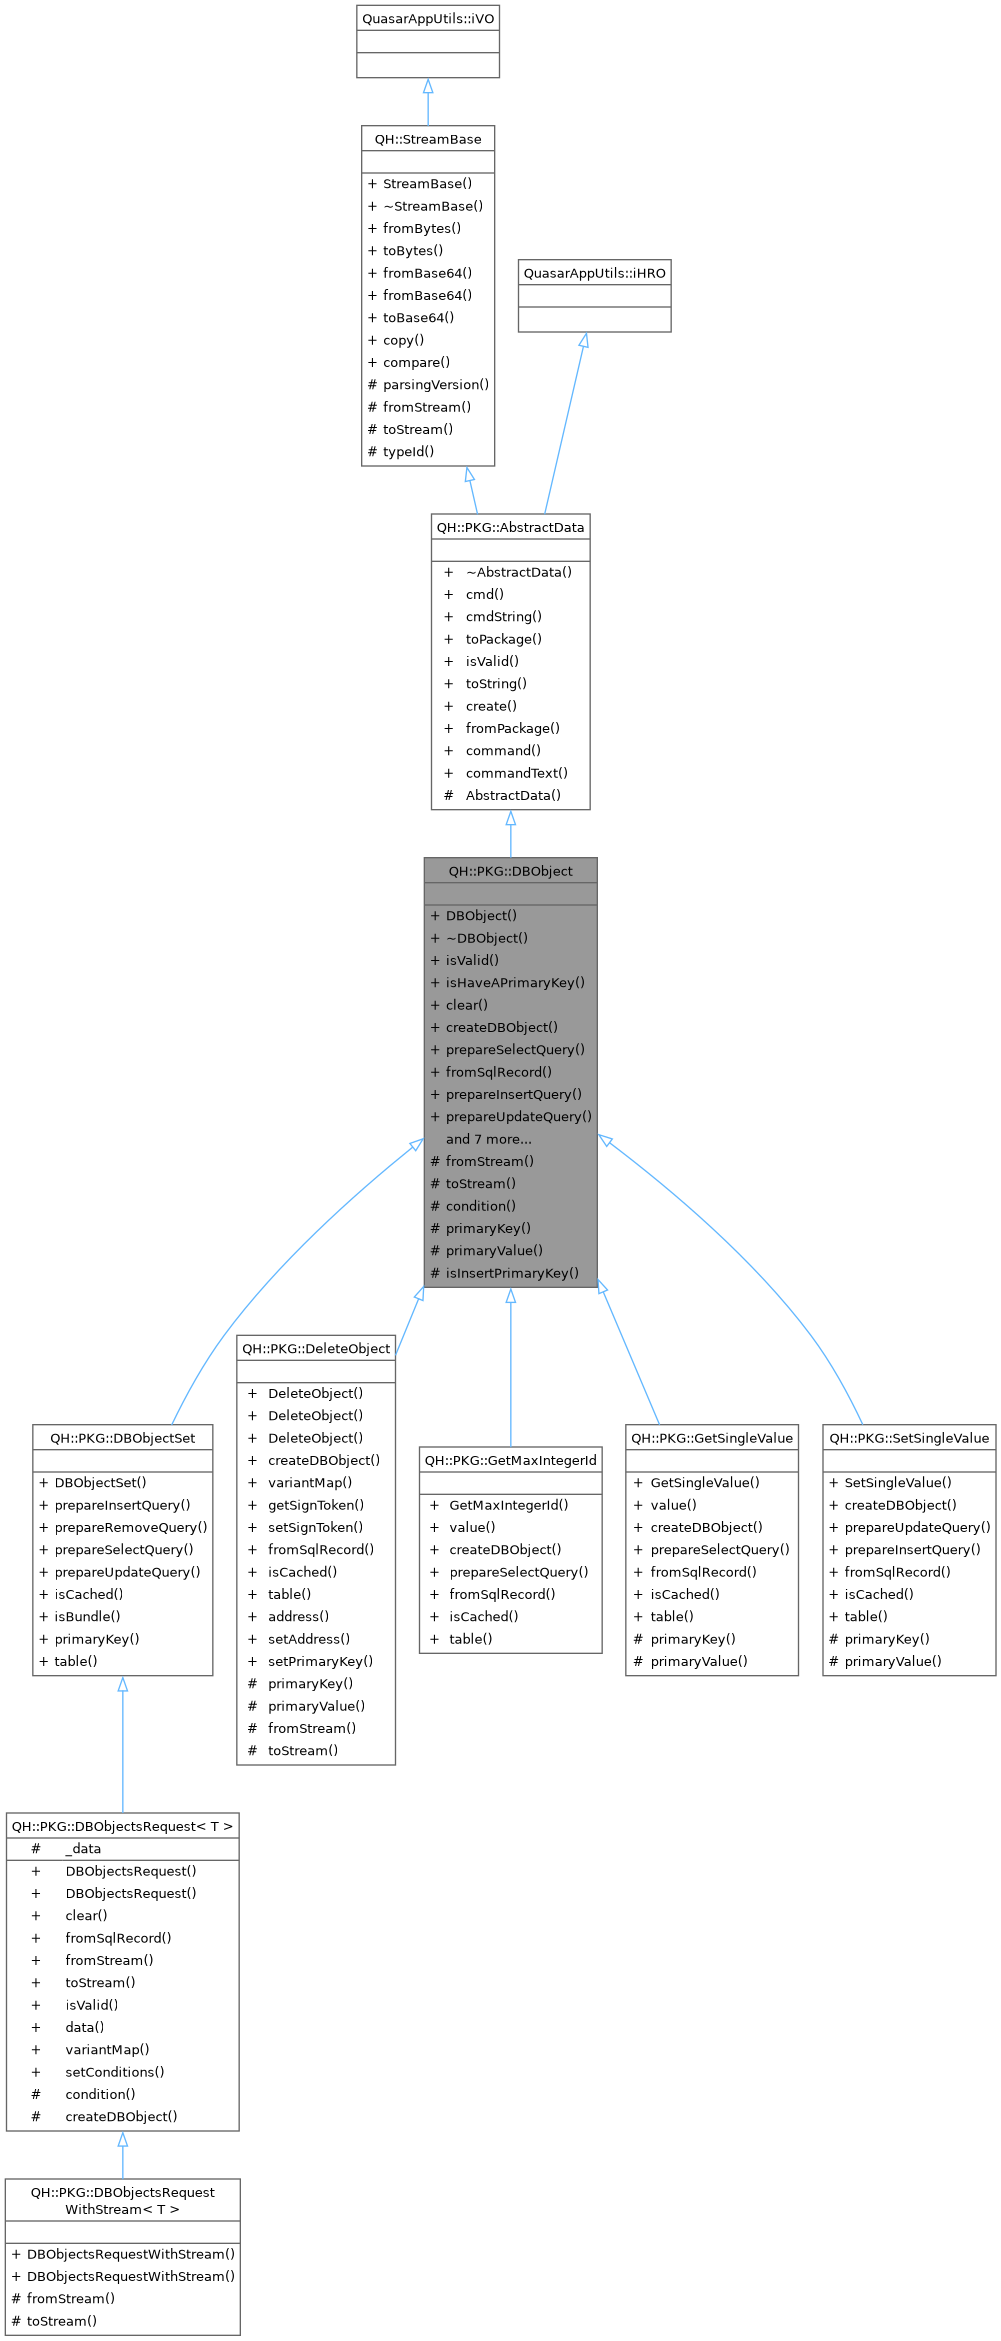 QuasarAppUtils::iVO
QH::StreamBase
+ StreamBase()
+ ~StreamBase()
+ fromBytes()
+ toBytes()
+ fromBase64()
+ fromBase64()
+ toBase64()
+ copy()
+ compare()
# parsingVersion()
# fromStream()
# toStream()
# typeId()
QuasarAppUtils::iHRO
QH::PKG::AbstractData
+ ~AbstractData()
+ cmd()
+ cmdString()
+ toPackage()
+ isValid()
+ toString()
+ create()
+ fromPackage()
+ command()
+ commandText()
# AbstractData()
QH::PKG::DBObject
+ DBObject()
+ ~DBObject()
+ isValid()
+ isHaveAPrimaryKey()
+ clear()
+ createDBObject()
+ prepareSelectQuery()
+ fromSqlRecord()
+ prepareInsertQuery()
+ prepareUpdateQuery()
and 7 more...
# fromStream()
# toStream()
# condition()
# primaryKey()
# primaryValue()
# isInsertPrimaryKey()
QH::PKG::DBObjectSet
+ DBObjectSet()
+ prepareInsertQuery()
+ prepareRemoveQuery()
+ prepareSelectQuery()
+ prepareUpdateQuery()
+ isCached()
+ isBundle()
+ primaryKey()
+ table()
QH::PKG::DeleteObject
+ DeleteObject()
+ DeleteObject()
+ DeleteObject()
+ createDBObject()
+ variantMap()
+ getSignToken()
+ setSignToken()
+ fromSqlRecord()
+ isCached()
+ table()
+ address()
+ setAddress()
+ setPrimaryKey()
# primaryKey()
# primaryValue()
# fromStream()
# toStream()
QH::PKG::GetMaxIntegerId
+ GetMaxIntegerId()
+ value()
+ createDBObject()
+ prepareSelectQuery()
+ fromSqlRecord()
+ isCached()
+ table()
QH::PKG::GetSingleValue
+ GetSingleValue()
+ value()
+ createDBObject()
+ prepareSelectQuery()
+ fromSqlRecord()
+ isCached()
+ table()
# primaryKey()
# primaryValue()
QH::PKG::SetSingleValue
+ SetSingleValue()
+ createDBObject()
+ prepareUpdateQuery()
+ prepareInsertQuery()
+ fromSqlRecord()
+ isCached()
+ table()
# primaryKey()
# primaryValue()
QH::PKG::DBObjectsRequest< T >
# _data
+ DBObjectsRequest()
+ DBObjectsRequest()
+ clear()
+ fromSqlRecord()
+ fromStream()
+ toStream()
+ isValid()
+ data()
+ variantMap()
+ setConditions()
# condition()
# createDBObject()
QH::PKG::DBObjectsRequest
WithStream< T >
+ DBObjectsRequestWithStream()
+ DBObjectsRequestWithStream()
# fromStream()
# toStream()